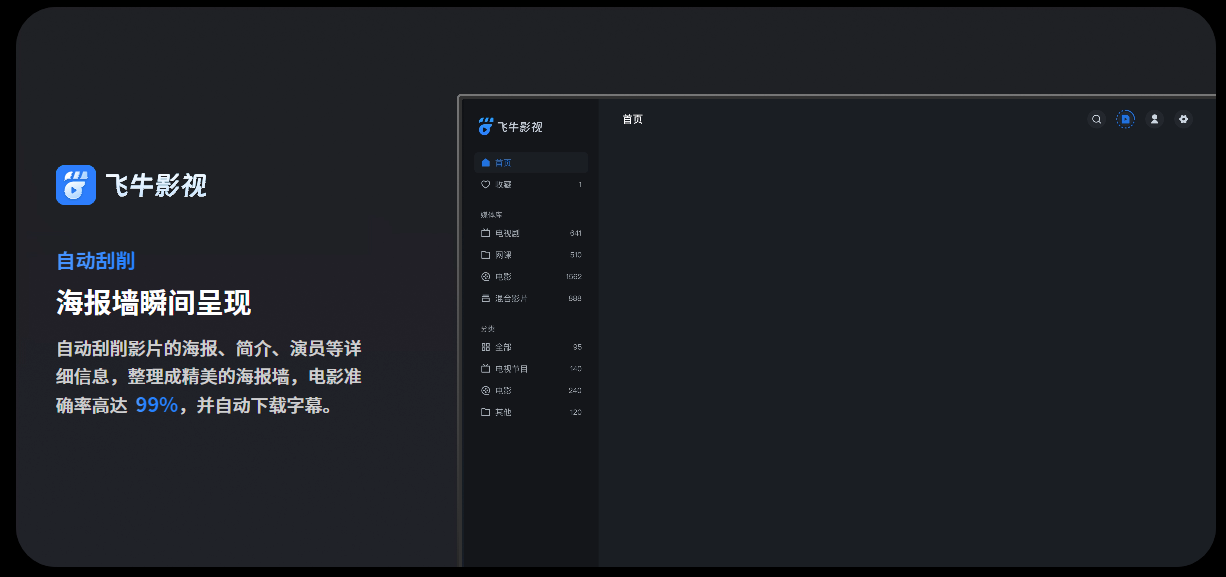 飞牛影视
自动刮削
海报墙瞬间呈现
自动刮削影片的海报、简介、演员等详
细信息，整理成精美的海报墙，电影准
确率高达 99%，并自动下载字幕。
飞牛影视
首页
收藏 1
媒体库
电视剧 641
网课 510
电影 1562
混合影片 588
分类
全部 95
电视节目 140
电影 240
其他 120
首页